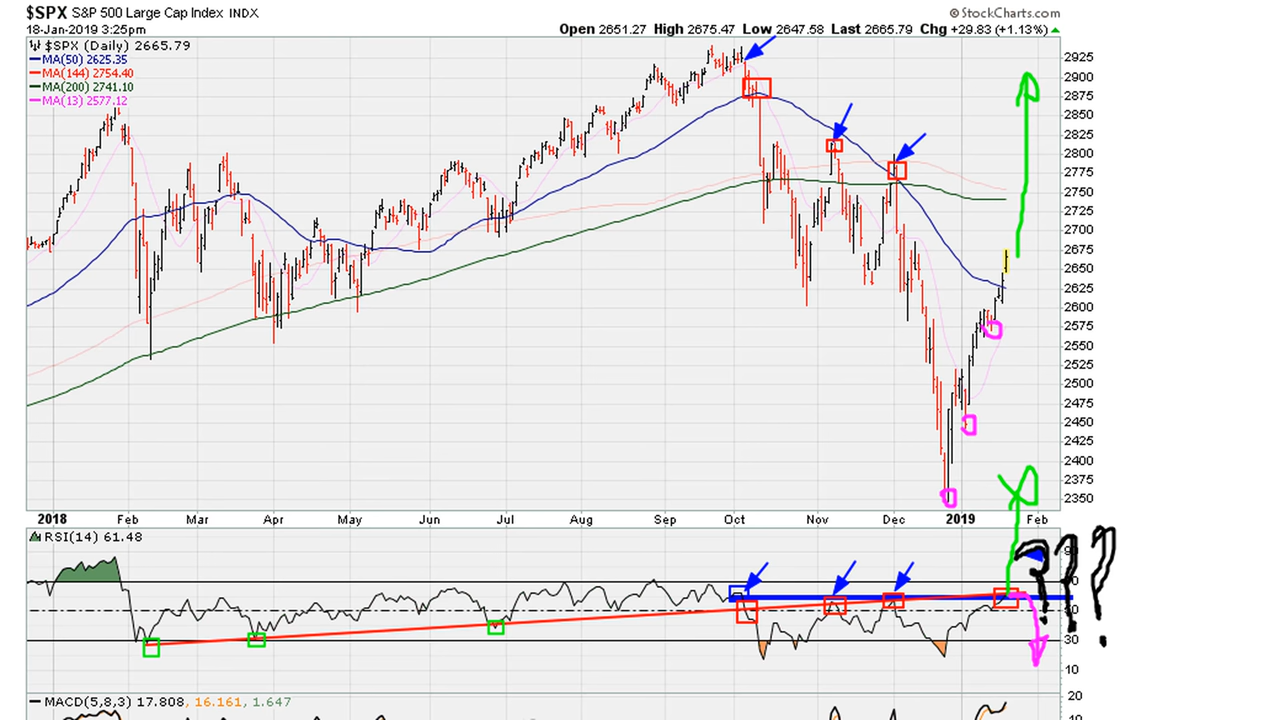 $SPX S&P 500 Large Cap Index INDX
© StockCharts.com
18-Jan-2019 3:25pm
Open 2651.27 High 2675.47 Low 2647.58 Last 2665.79 Chg +29.83 (+1.13%)
$SPX (Daily) 2665.79
MA(50) 2625.35
MA(144) 2754.40
MA(200) 2741.10
MA(13) 2577.12
2925
2900
2875
2850
2825
2800
2775
2750
2725
2700
2675
2650
2625
2600
2575
2550
2525
2500
2475
2450
2425
2400
2375
2350
2018 Feb Mar Apr May Jun Jul Aug Sep Oct Nov Dec 2019 Feb
RSI(14) 61.48
???
30
10
MACD(5,8,3) 17.808, 16.161, 1.647
20
10